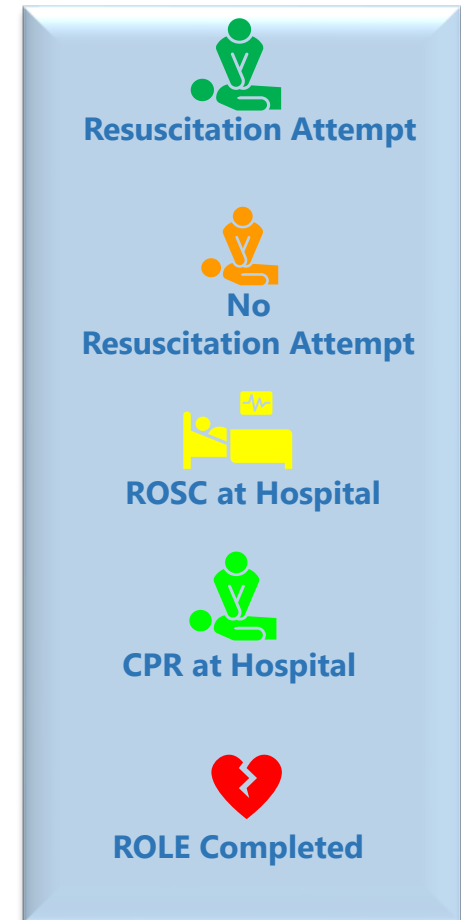 Resuscitation Attempt
No
Resuscitation Attempt
ROSC at Hospital
CPR at Hospital
ROLE Completed